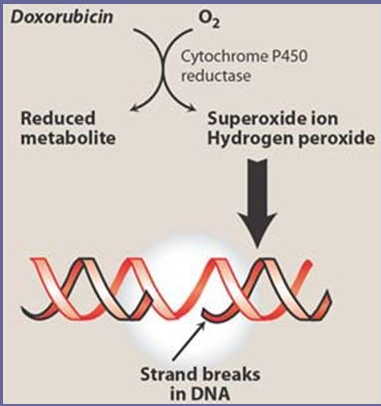 Doxorubicin
O2
Cytochrome P450
reductase
Reduced
metabolite
Superoxide ion
Hydrogen peroxide
Strand breaks
in DNA